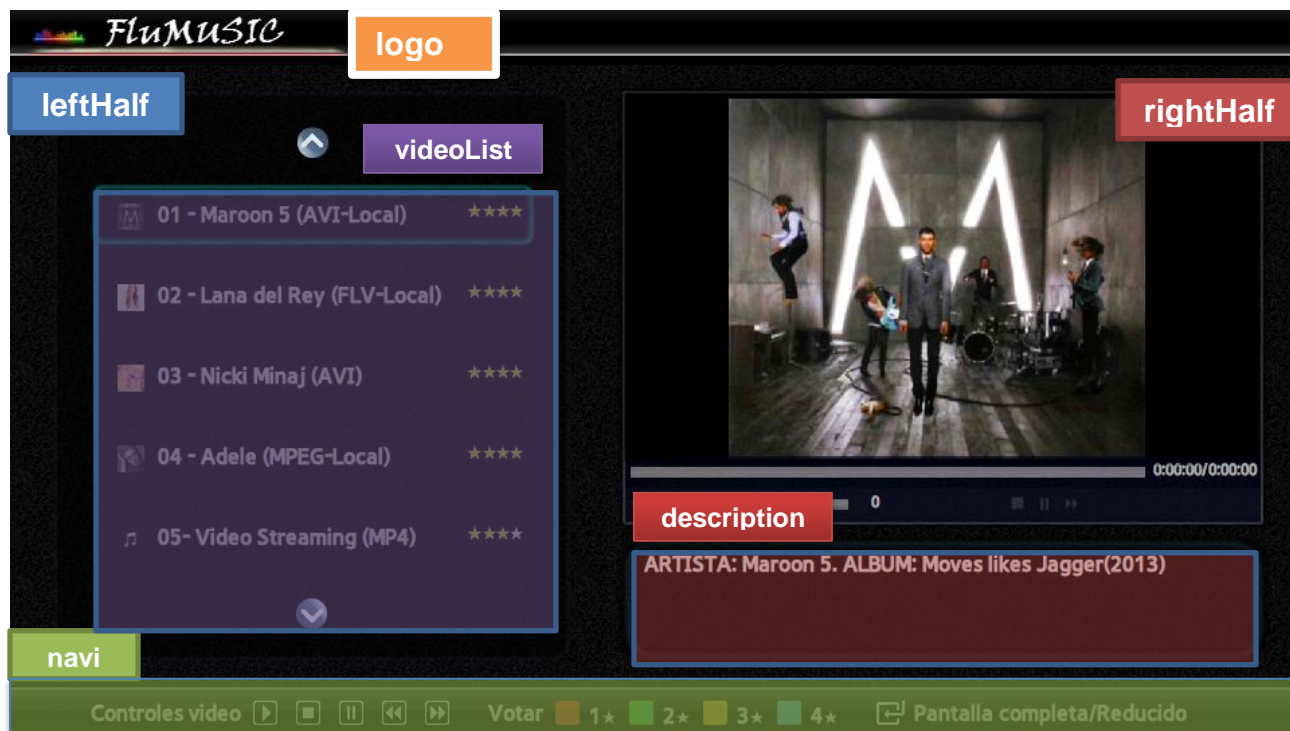 FluMUSIC
logo
leftHalf
rightHalf
videoList
01 - Maroon 5 (AVI-Local) ★★★★
02 - Lana del Rey (FLV-Local) ★★★★
03 - Nicki Minaj (AVI) ★★★★
04 - Adele (MPEG-Local) ★★★★
05- Video Streaming (MP4) ★★★★
0:00:00/0:00:00
0
description
ARTISTA: Maroon 5. ALBUM: Moves likes Jagger(2013)
navi
Controles video Votar 1★ 2★ 3★ 4★ Pantalla completa/Reducido